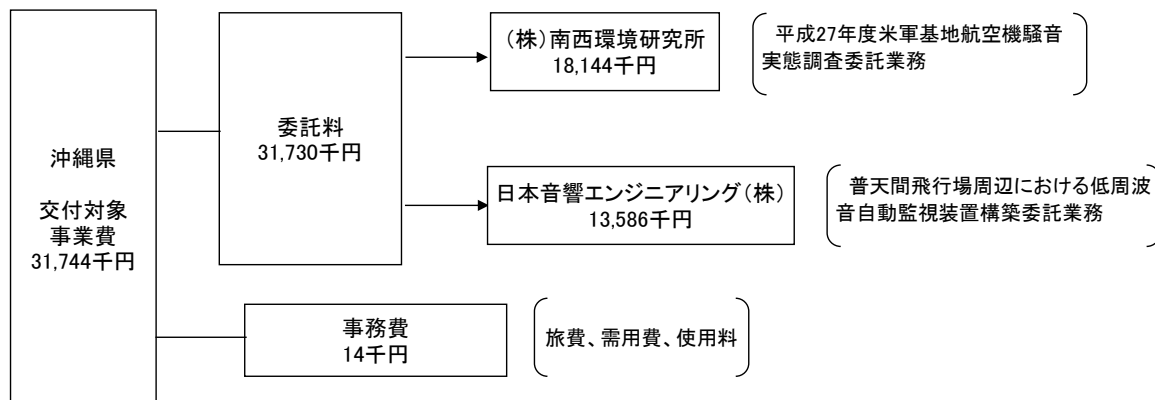 沖縄県
交付対象
事業費
31,744千円
委託料
31,730千円
(株)南西環境研究所
18,144千円
平成27年度米軍基地航空機騒音
実態調査委託業務
日本音響エンジニアリング(株)
13,586千円
普天間飛行場周辺における低周波
音自動監視装置構築委託業務
事務費
14千円
旅費、需用費、使用料